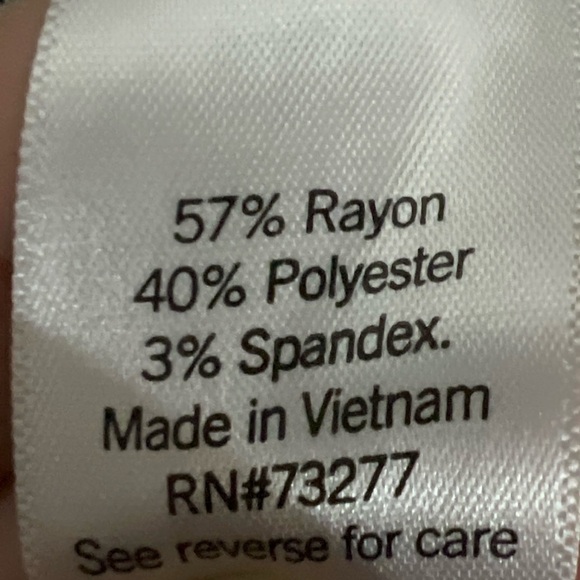 57% Rayon
40% Polyester
3% Spandex.
Made in Vietnam
RN#73277
See reverse for care